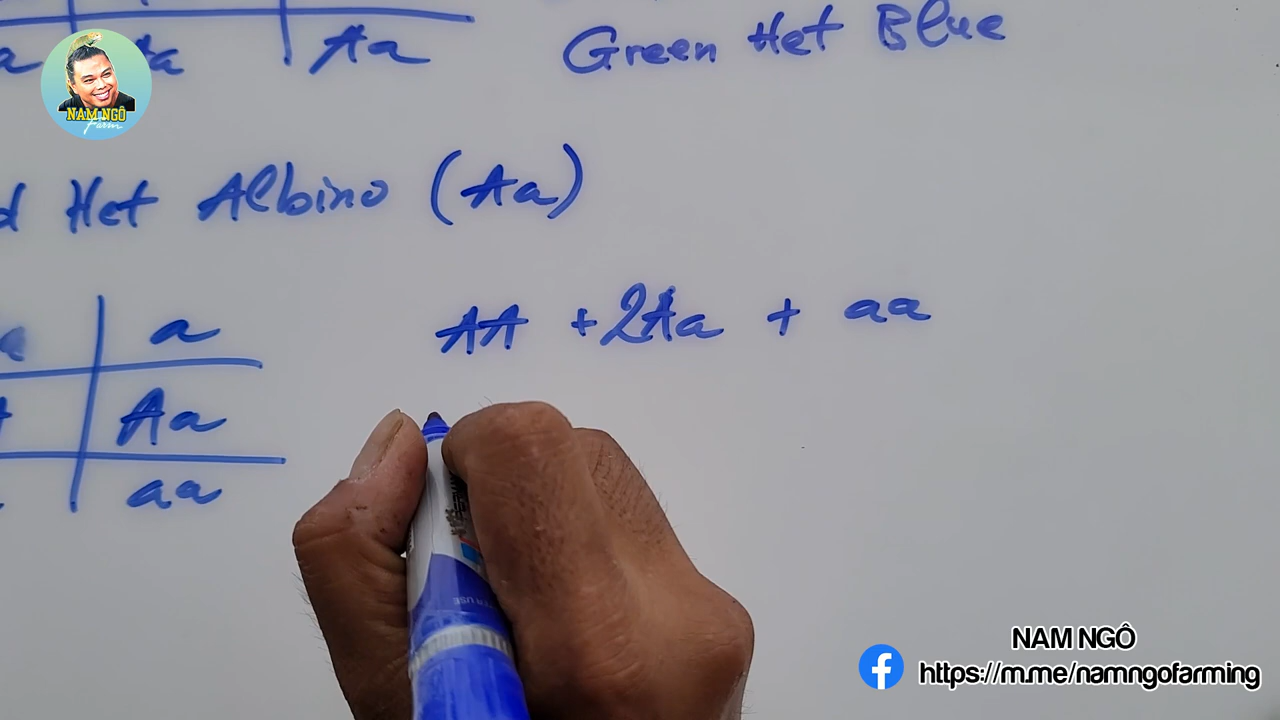 a Aa Aa
Green Het Blue
NAM NGÔ
Farm
Het Albino (Aa)
a
AA + 2Aa + aa
Aa
aa
NAM NGÔ
https://m.me/namngofarming